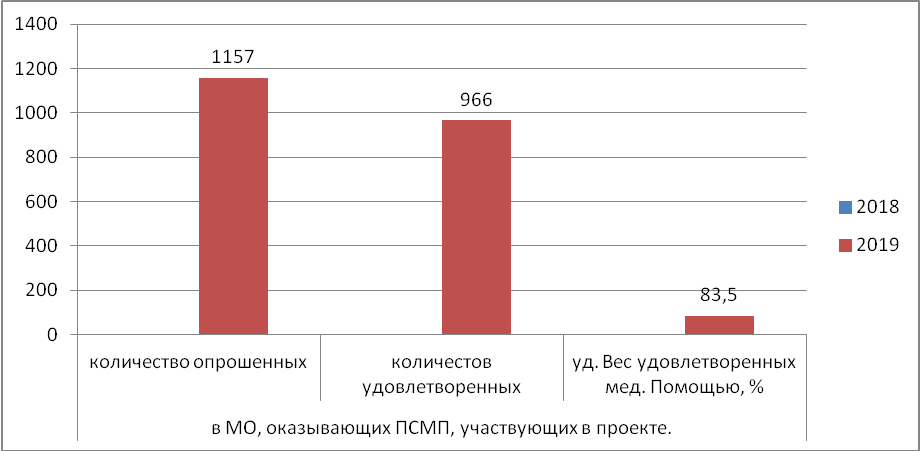 1400
1200
1000
800
600
400
200
0
1157
966
83,5
2018
2019
количество опрошенных
количестов
удовлетворенных
уд. Вес удовлетворенных
мед. Помощью, %
в МО, оказывающих ПСМП, участвующих в проекте.